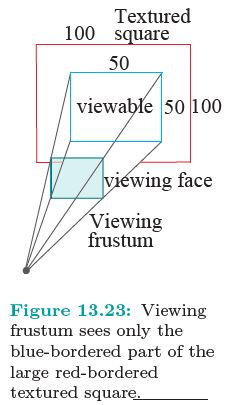 Textured
100 square
50
viewable 50 100
viewing face
Viewing
frustum
Figure 13.23: Viewing
frustum sees only the
blue-bordered part of the
large red-bordered
textured square.